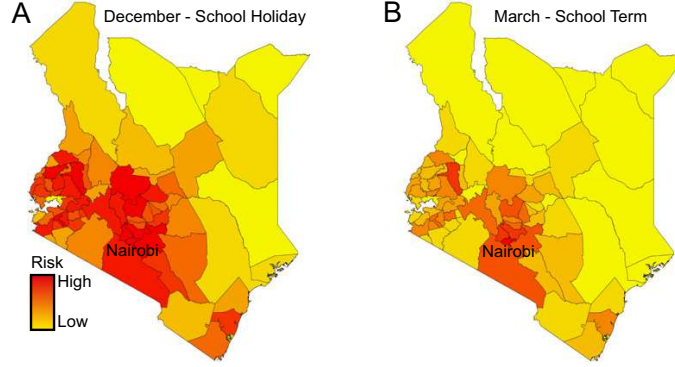 A
December - School Holiday
Nairobi
Risk
High
Low
B
March - School Term
Nairobi